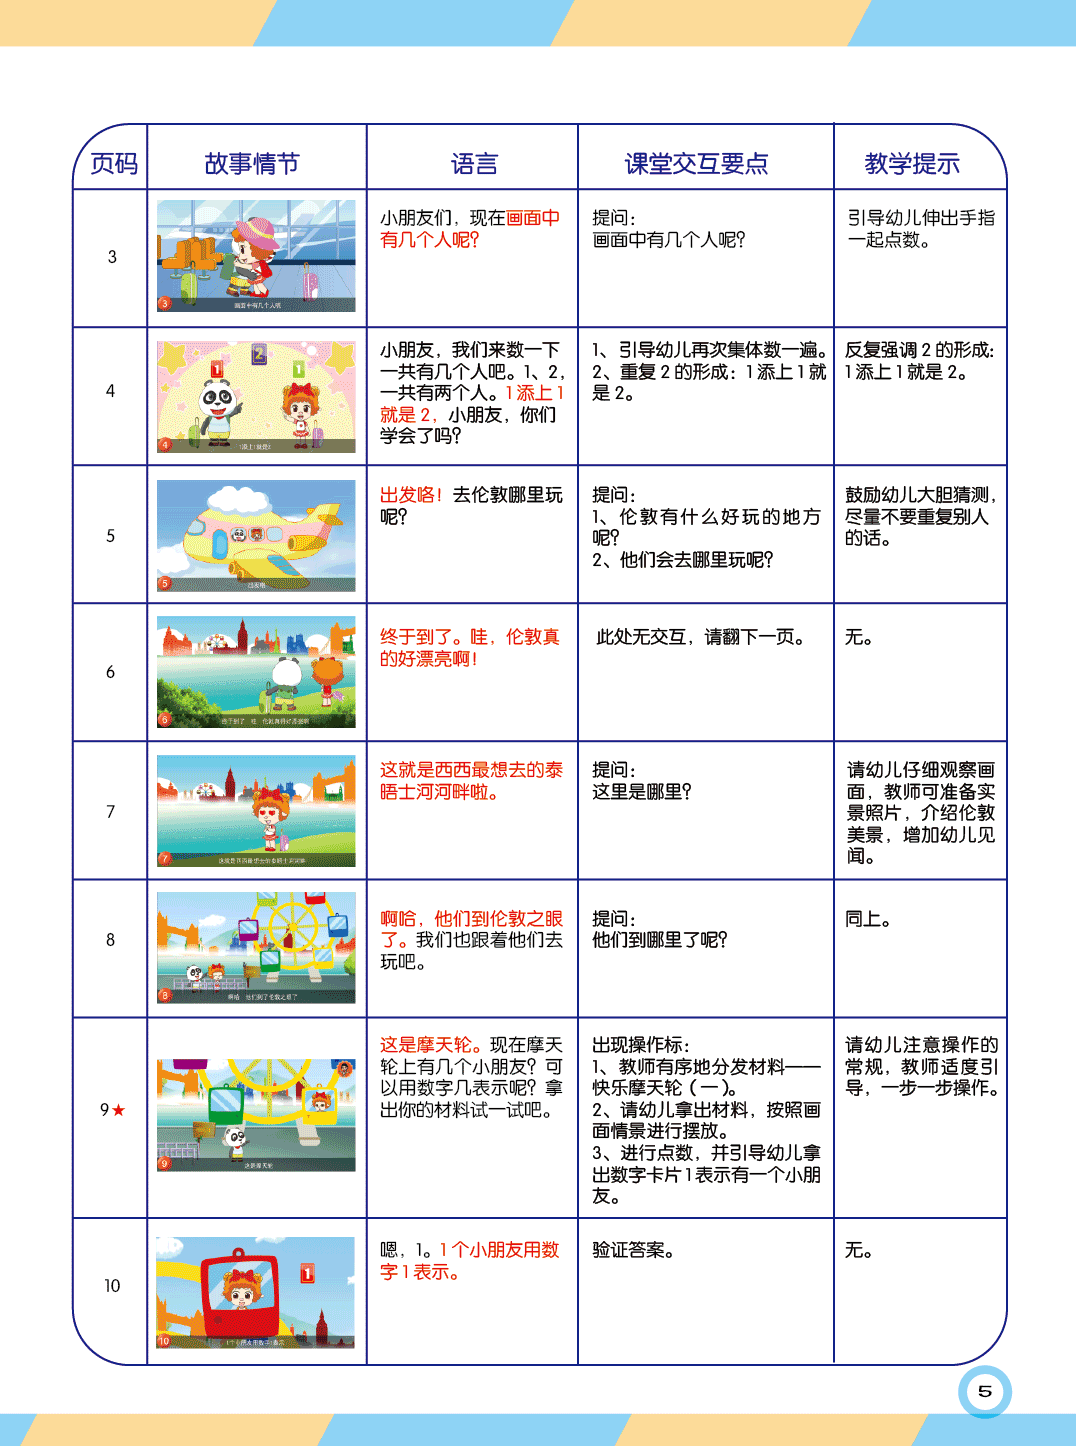 页码 故事情节 语言 课堂交互要点 教学提示
3
画面中有几个人呢
3
小朋友们，现在画面中
有几个人呢？
提问：
画面中有几个人呢？
引导幼儿伸出手指
一起点数。
4
1 2 1
1添上1就是2
4
小朋友，我们来数一下
一共有几个人吧。1、2，
一共有两个人。1添上1
就是 2，小朋友，你们
学会了吗？
1、引导幼儿再次集体数一遍。
2、重复 2 的形成：1添上1就
是 2。
反复强调 2 的形成：
1添上1就是 2。
5
出发咯
5
出发咯！去伦敦哪里玩
呢？
提问：
1、伦敦有什么好玩的地方
呢？
2、他们会去哪里玩呢？
鼓励幼儿大胆猜测，
尽量不要重复别人
的话。
6
终于到了 哇 伦敦真得好漂亮啊
6
终于到了。哇，伦敦真
的好漂亮啊！
此处无交互，请翻下一页。
无。
7
这就是西西最想去的泰晤士河河畔
7
这就是西西最想去的泰
晤士河河畔啦。
提问：
这里是哪里？
请幼儿仔细观察画
面，教师可准备实
景照片，介绍伦敦
美景，增加幼儿见
闻。
8
啊哈 他们到了伦敦之眼了
8
啊哈，他们到伦敦之眼
了。我们也跟着他们去
玩吧。
提问：
他们到哪里了呢？
同上。
9★
这是摩天轮
9
这是摩天轮。现在摩天
轮上有几个小朋友？可
以用数字几表示呢？拿
出你的材料试一试吧。
出现操作标：
1、教师有序地分发材料——
快乐摩天轮（一）。
2、请幼儿拿出材料，按照画
面情景进行摆放。
3、进行点数，并引导幼儿拿
出数字卡片1表示有一个小朋
友。
请幼儿注意操作的
常规，教师适度引
导，一步一步操作。
10
1
1个小朋友用数字1表示
10
嗯，1。1个小朋友用数
字1表示。
验证答案。
无。
5